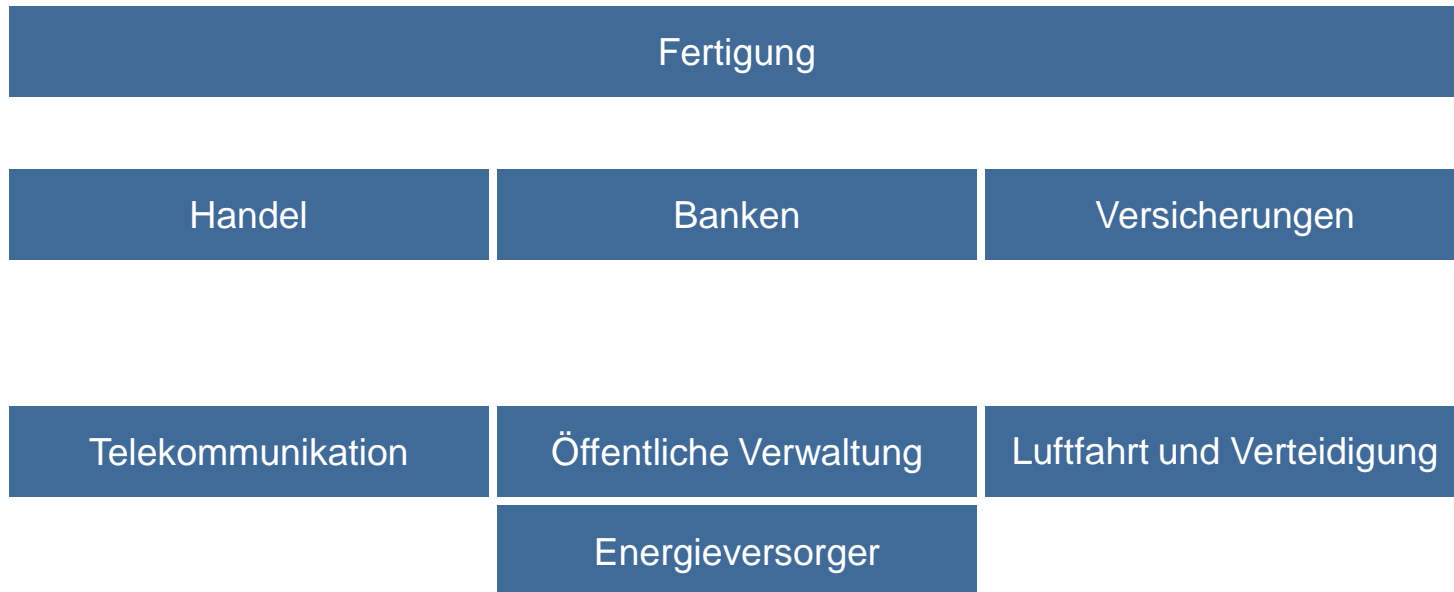 Fertigung
Handel
Banken
Versicherungen
Telekommunikation
Öffentliche Verwaltung
Luftfahrt und Verteidigung
Energieversorger